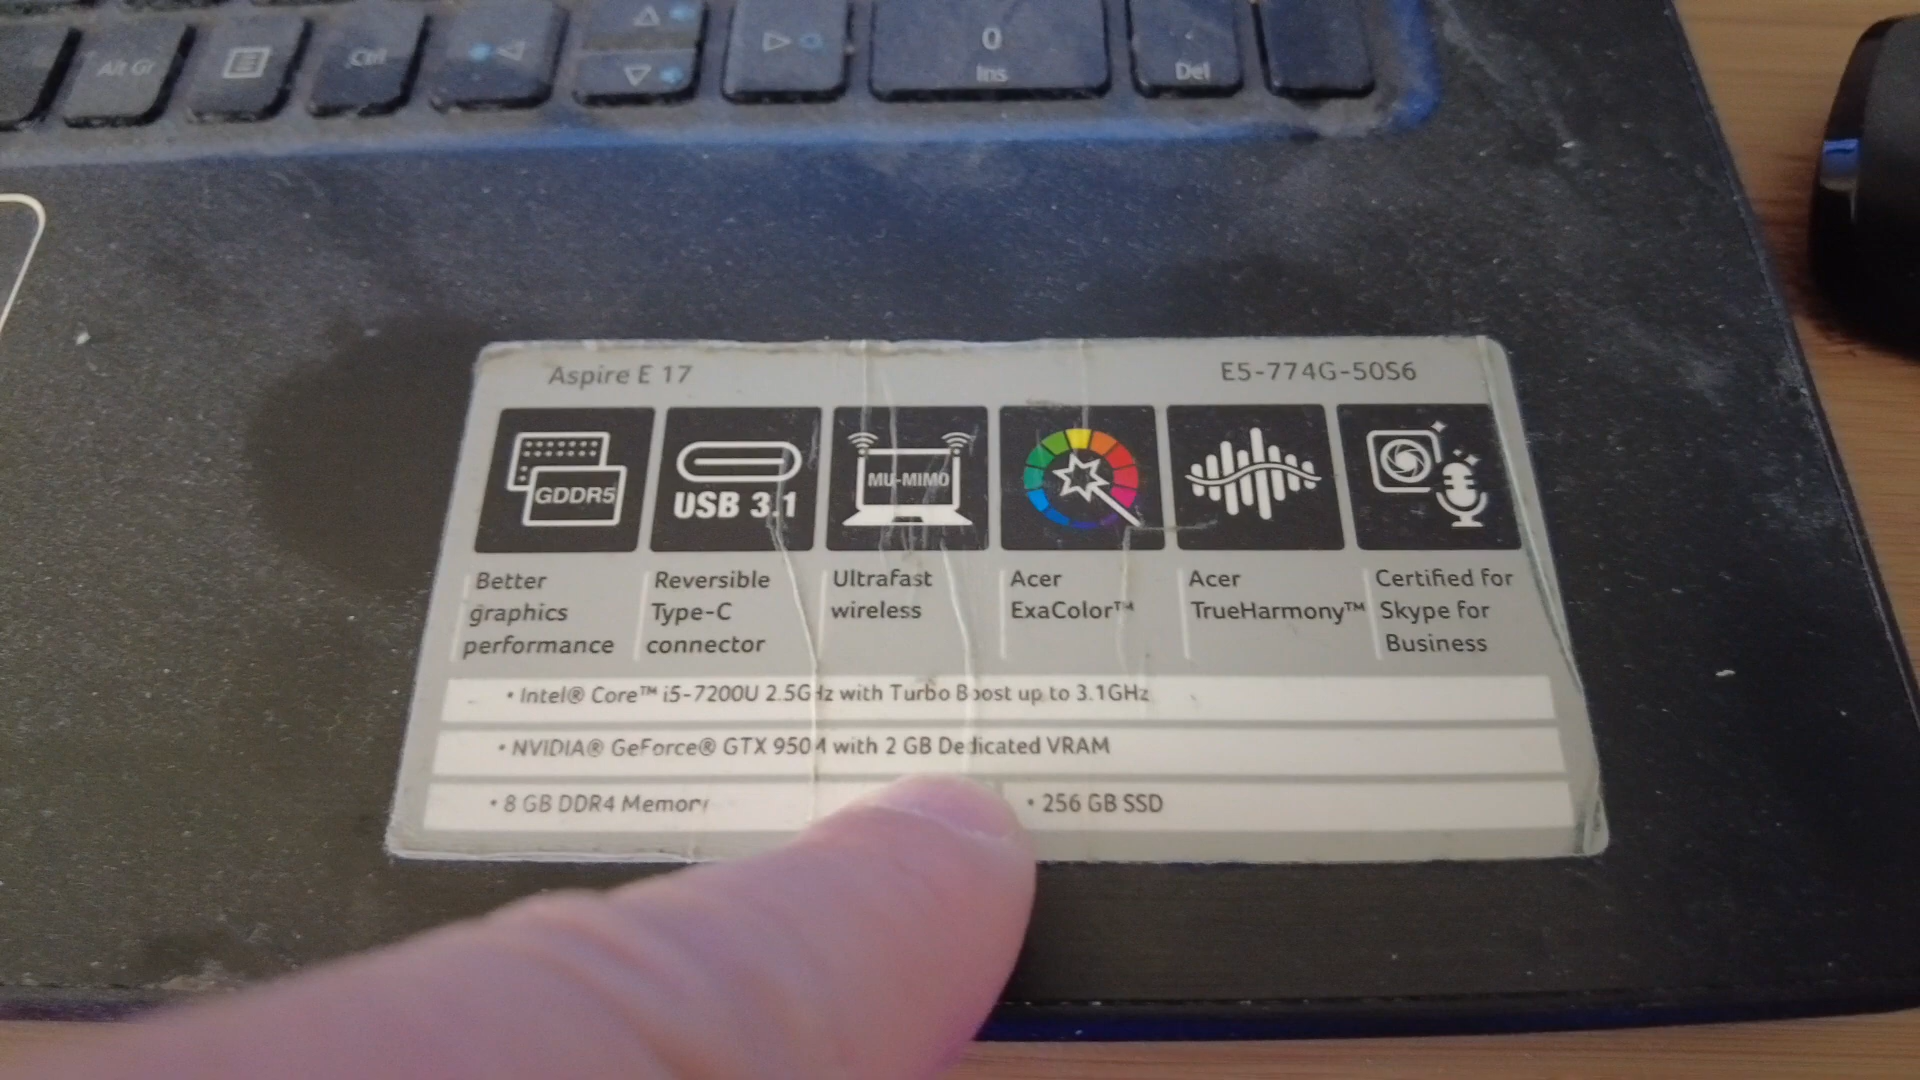 Alt Gr
Ctrl
0
Ins
Del
Aspire E 17 E5-774G-50S6
GDDR5
USB 3.1
MU-MIMO
Better graphics performance
Reversible Type-C connector
Ultrafast wireless
Acer ExaColor™
Acer TrueHarmony™
Certified for Skype for Business
• Intel® Core™ i5-7200U 2.5GHz with Turbo Boost up to 3.1GHz
• NVIDIA® GeForce® GTX 950M with 2 GB Dedicated VRAM
• 8 GB DDR4 Memory • 256 GB SSD